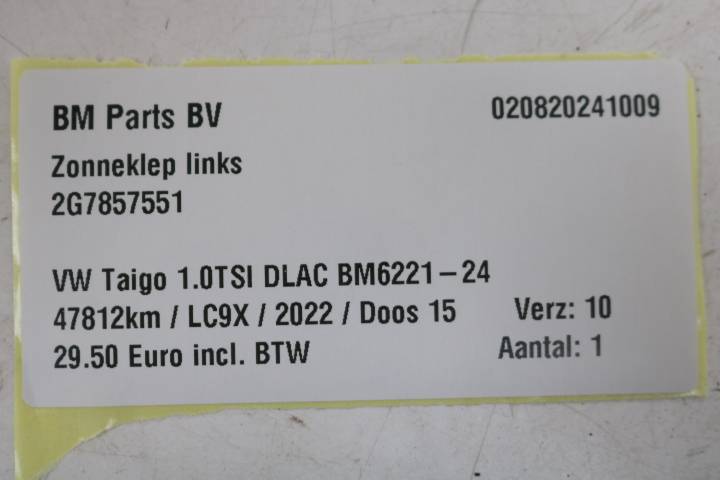 BM Parts BV 020820241009
Zonneklep links
2G7857551
VW Taigo 1.0TSI DLAC BM6221-24
47812km / LC9X / 2022 / Doos 15 Verz: 10
29.50 Euro incl. BTW Aantal: 1